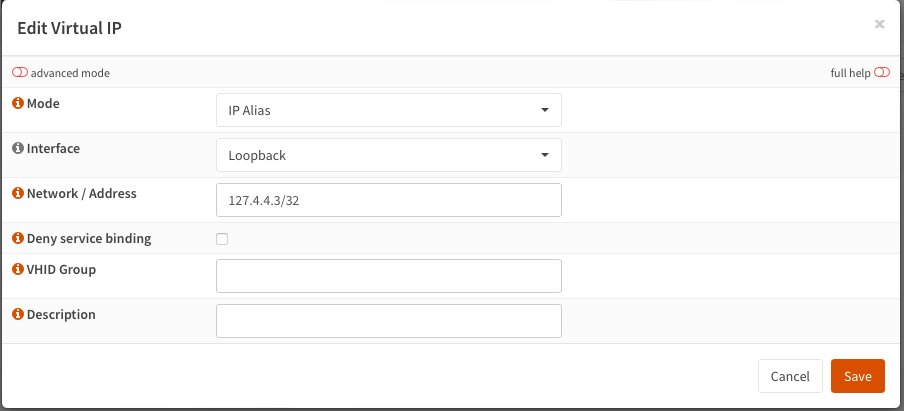 Edit Virtual IP
×
advanced mode
full help
Mode
IP Alias
Interface
Loopback
Network / Address
127.4.4.3/32
Deny service binding
VHID Group
Description
Cancel
Save